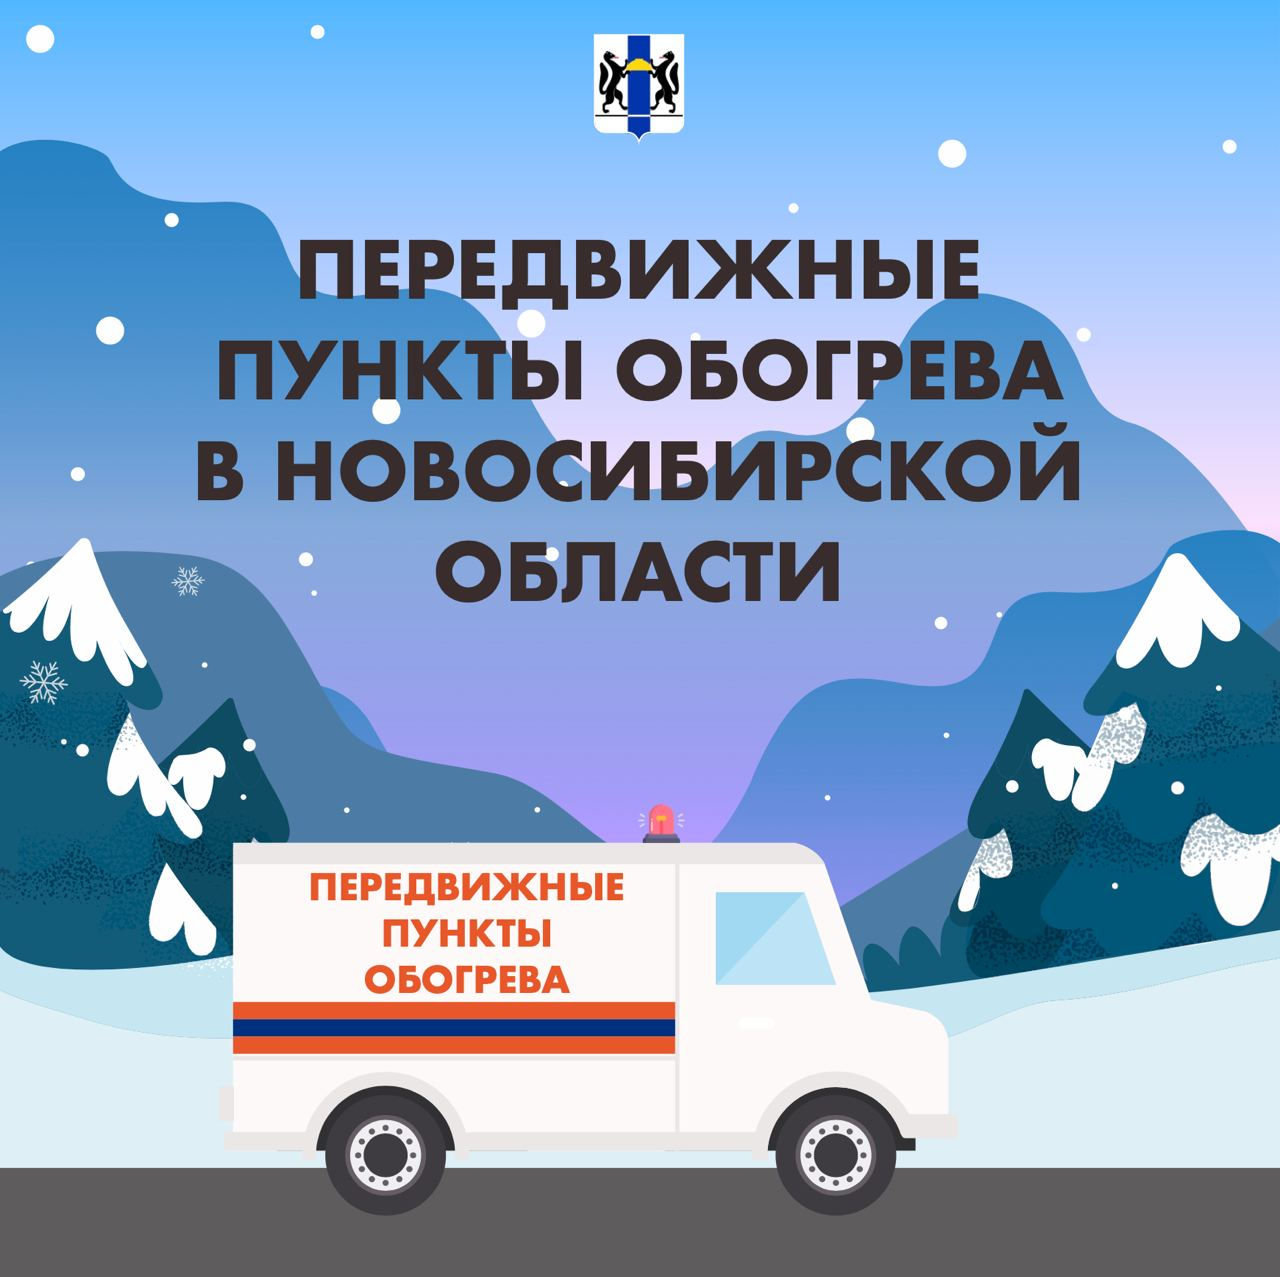 ПЕРЕДВИЖНЫЕ
ПУНКТЫ ОБОГРЕВА
В НОВОСИБИРСКОЙ
ОБЛАСТИ
ПЕРЕДВИЖНЫЕ
ПУНКТЫ
ОБОГРЕВА